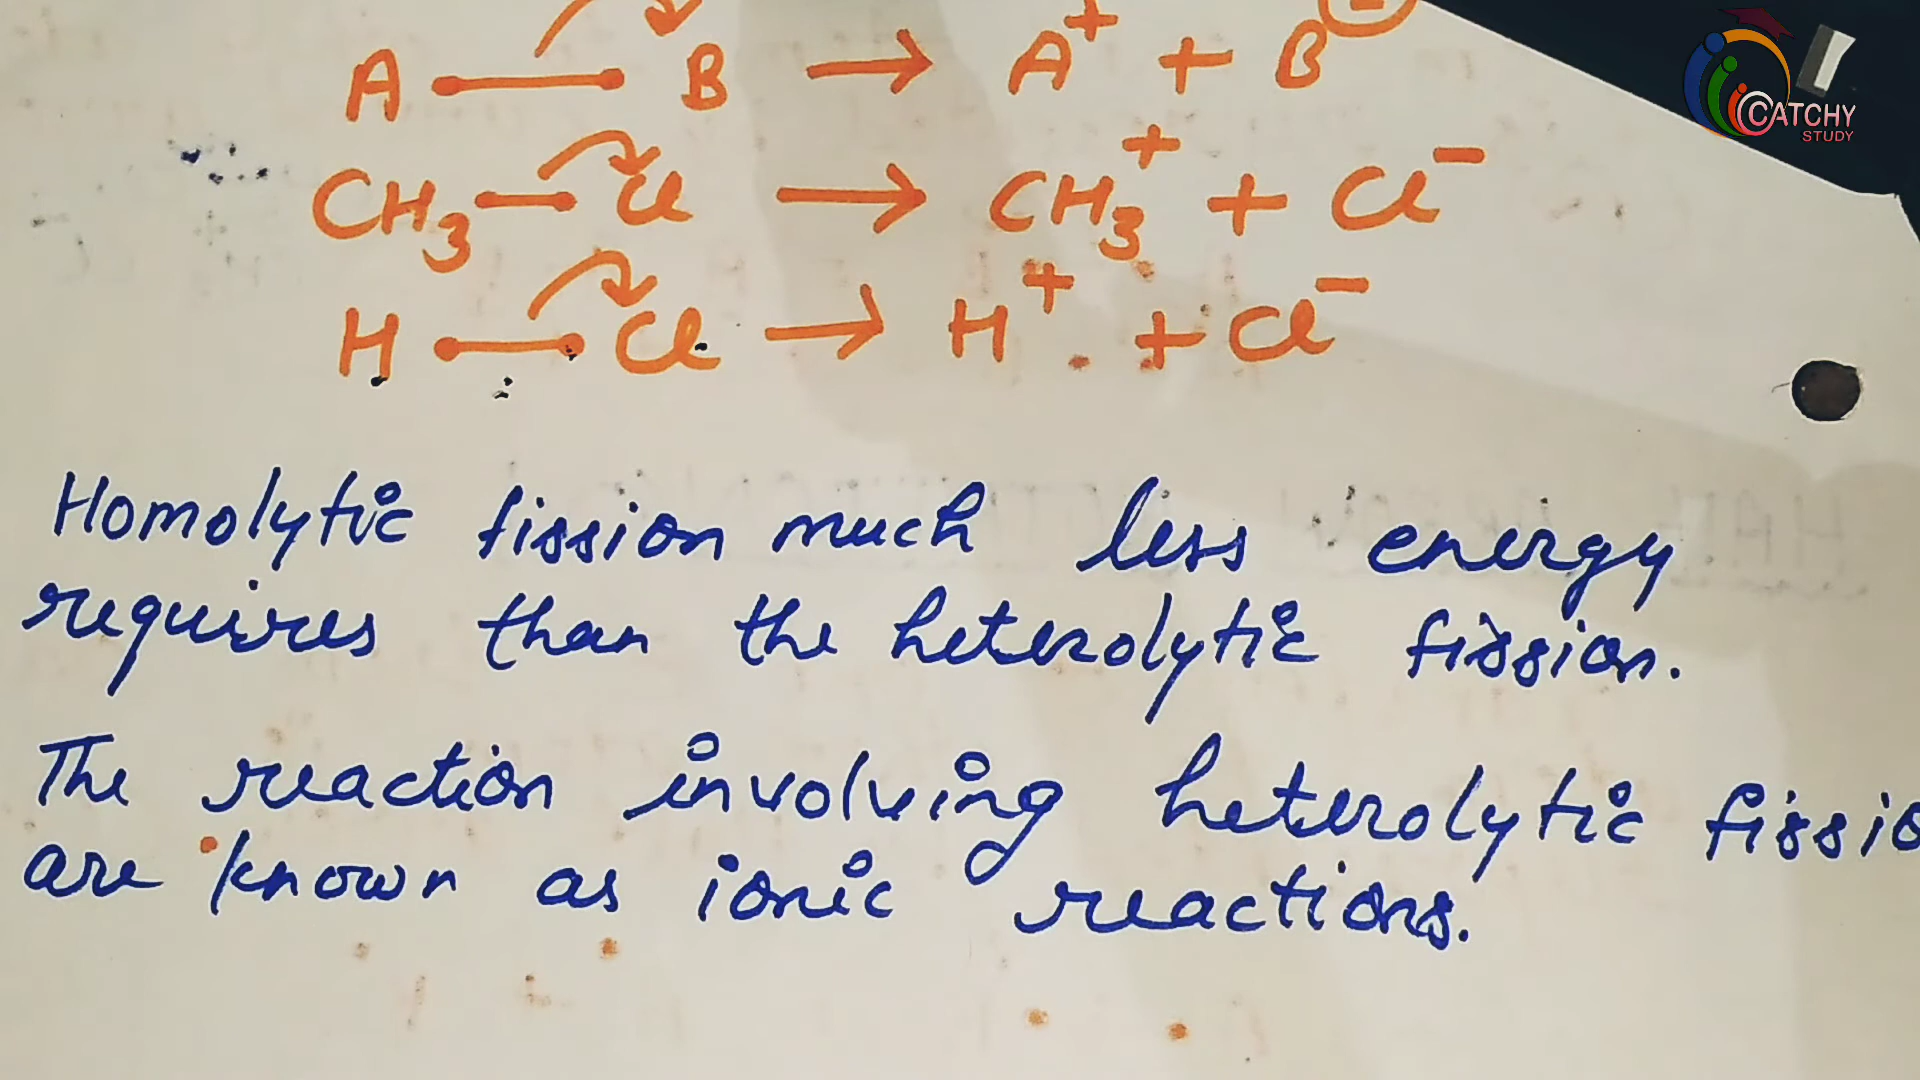 A — B → A⁺ + B⁻
CH₃ — Cl → CH₃⁺ + Cl⁻
H — Cl → H⁺ + Cl⁻
Homolytic fission much less energy
requires than the heterolytic fission.
The reaction involving heterolytic fissio
are known as ionic reactions.
CATCHY
STUDY